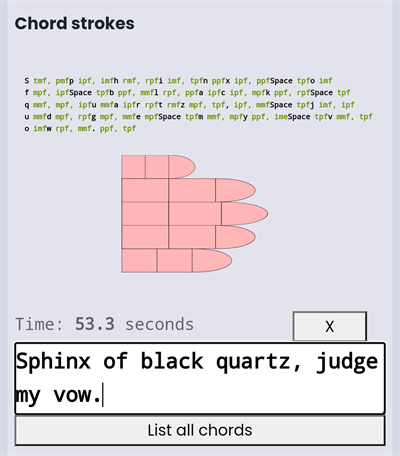 Chord strokes
S tmf, pmfp ipf, imfh rmf, rpfi imf, tpfn ppfx ipf, ppfSpace tpfo imf
f mpf, ipfSpace tpfb ppf, mmfl rpf, ppfa ipfc ipf, mpfk ppf, rpfSpace tpf
q mmf, mpf, ipfu mmfa ipfr rpft rmfz mpf, tpf, ipf, mmfSpace tpfj imf, ipf
u mmfd mpf, rpfg mpf, mmfe mpfSpace tpfm mmf, mpfy ppf, imeSpace tpfv mmf, tpf
o imfw rpf, mmf. ppf, tpf
Time: 53.3 seconds
X
Sphinx of black quartz, judge
my vow.
List all chords